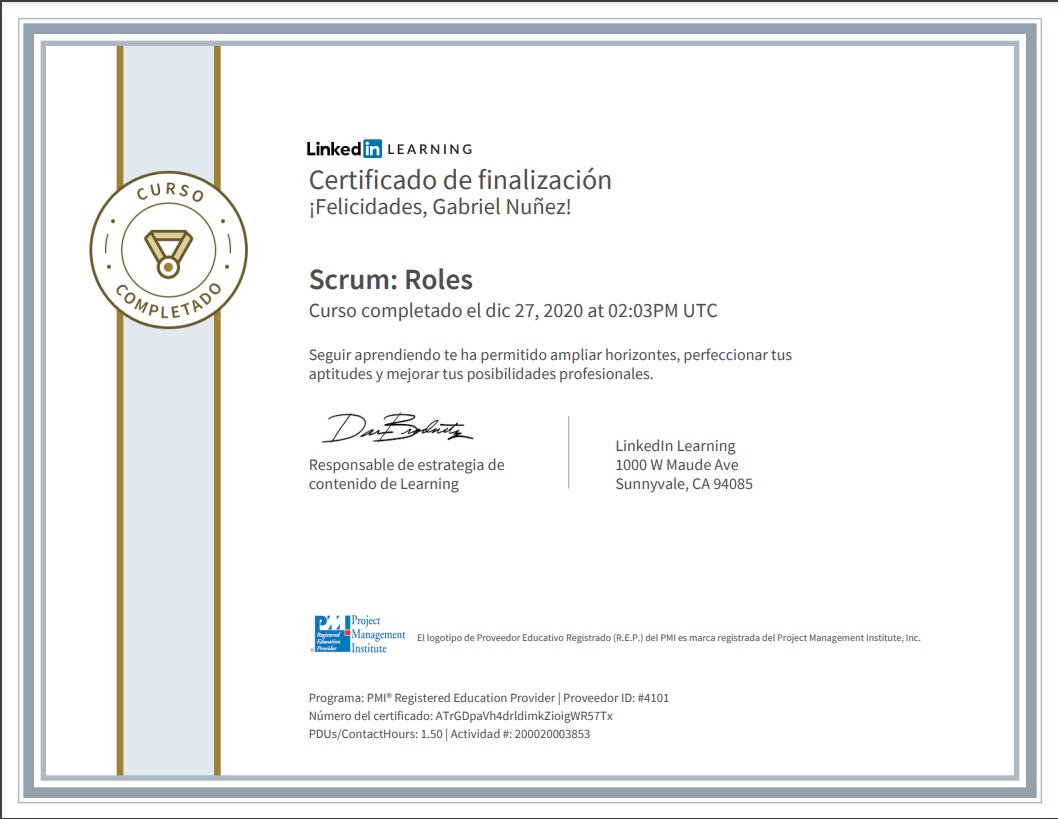 CURSO
COMPLETADO
Linked in LEARNING
Certificado de finalización
¡Felicidades, Gabriel Nuñez!
Scrum: Roles
Curso completado el dic 27, 2020 at 02:03PM UTC
Seguir aprendiendo te ha permitido ampliar horizontes, perfeccionar tus
aptitudes y mejorar tus posibilidades profesionales.
Responsable de estrategia de
contenido de Learning
LinkedIn Learning
1000 W Maude Ave
Sunnyvale, CA 94085
PMI
Registered
Education
Provider
Project
Management
Institute
El logotipo de Proveedor Educativo Registrado (R.E.P.) del PMI es marca registrada del Project Management Institute, Inc.
Programa: PMI® Registered Education Provider | Proveedor ID: #4101
Número del certificado: ATrGDpaVh4drldimkZioigWR57Tx
PDUs/ContactHours: 1.50 | Actividad #: 200020003853